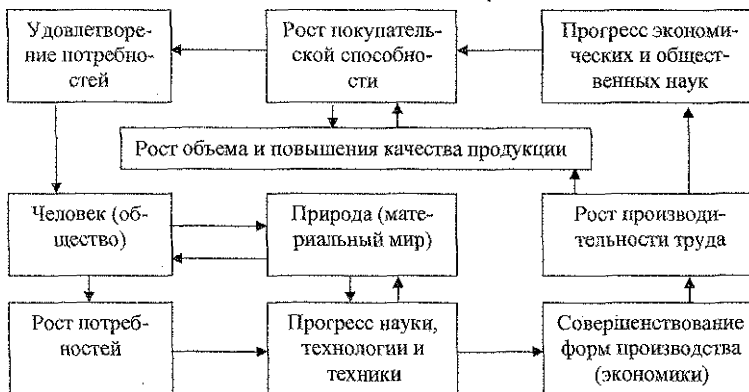 Удовлетворе-
ние потребно-
стей
Рост покупатель-
ской способно-
сти
Прогресс экономи-
ческих и общест-
венных наук
Рост объема и повышения качества продукции
Человек (об-
щество)
Природа (мате-
риальный мир)
Рост производи-
тельности труда
Рост потреб-
ностей
Прогресс науки,
технологии и
техники
Совершенствование
форм производства
(экономики)